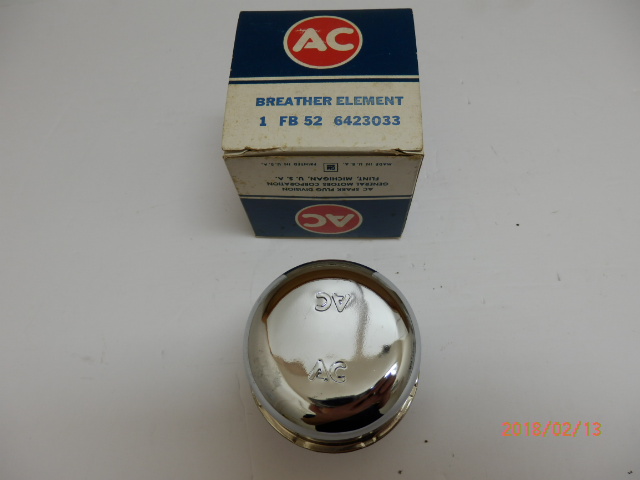 AC
BREATHER ELEMENT
1 FB 52 6423033
MADE IN U.S.A.
PRINTED IN U.S.A.
GM
AC SPARK PLUG DIVISION
GENERAL MOTORS CORPORATION
FLINT, MICHIGAN, U. S. A.
AC
AC
AC
2018/02/13